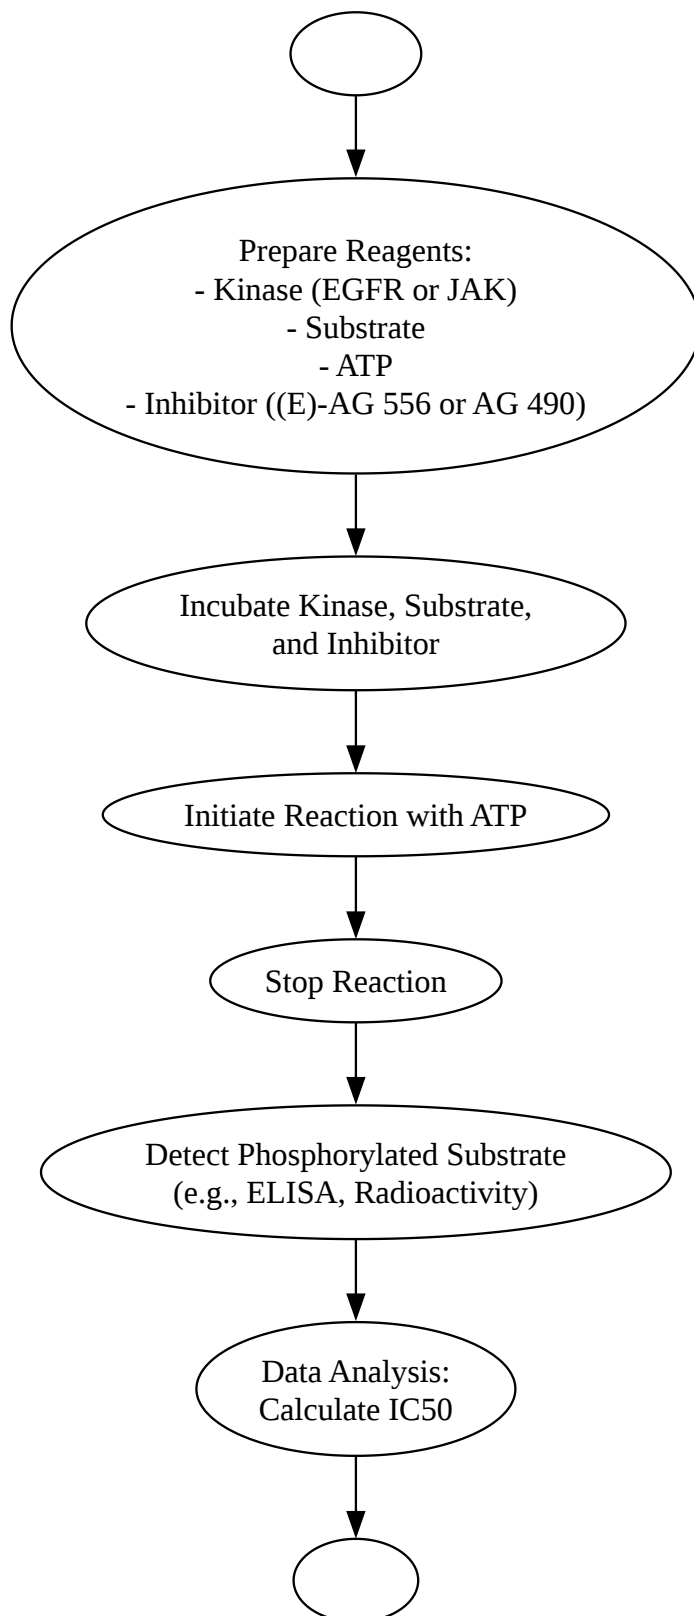 Prepare Reagents:
- Kinase (EGFR or JAK)
- Substrate
- ATP
- Inhibitor ((E)-AG 556 or AG 490)
Incubate Kinase, Substrate,
and Inhibitor
Initiate Reaction with ATP
Stop Reaction
Detect Phosphorylated Substrate
(e.g., ELISA, Radioactivity)
Data Analysis:
Calculate IC50